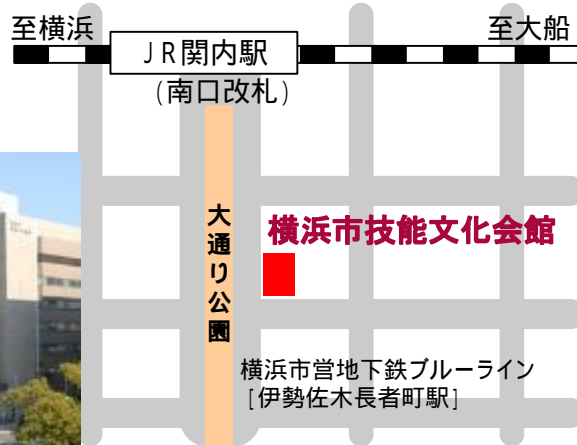 至横浜
至大船
JR関内駅
(南口改札)
大通り公園
横浜市技能文化会館
横浜市営地下鉄ブルーライン
[伊勢佐木長者町駅]